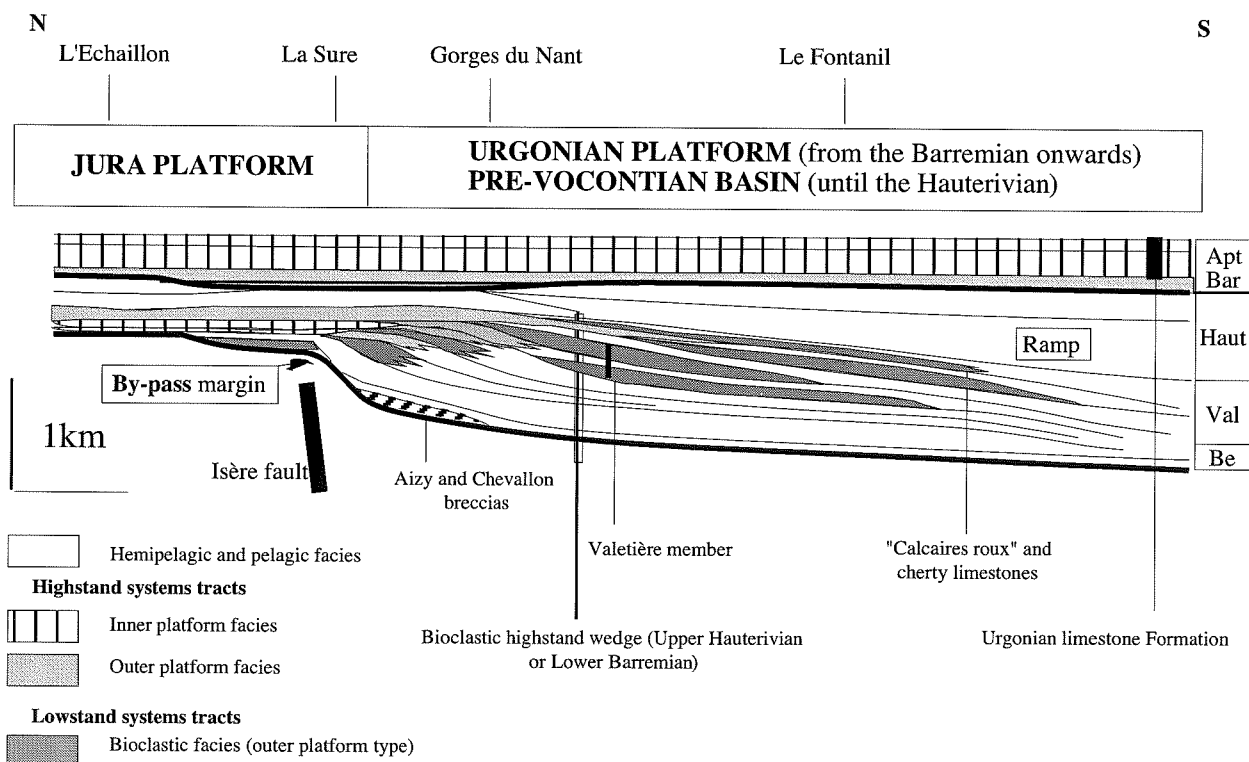 N
S
L'Echaillon
La Sure
Gorges du Nant
Le Fontanil
JURA PLATFORM
URGONIAN PLATFORM (from the Barremian onwards)
PRE-VOCONTIAN BASIN (until the Hauterivian)
Apt
Bar
Haut
Ramp
By-pass margin
Val
1km
Be
Isère fault
Aizy and Chevallon
breccias
Valetière member
"Calcaires roux" and
cherty limestones
Hemipelagic and pelagic facies
Highstand systems tracts
Inner platform facies
Bioclastic highstand wedge (Upper Hauterivian
or Lower Barremian)
Urgonian limestone Formation
Outer platform facies
Lowstand systems tracts
Bioclastic facies (outer platform type)